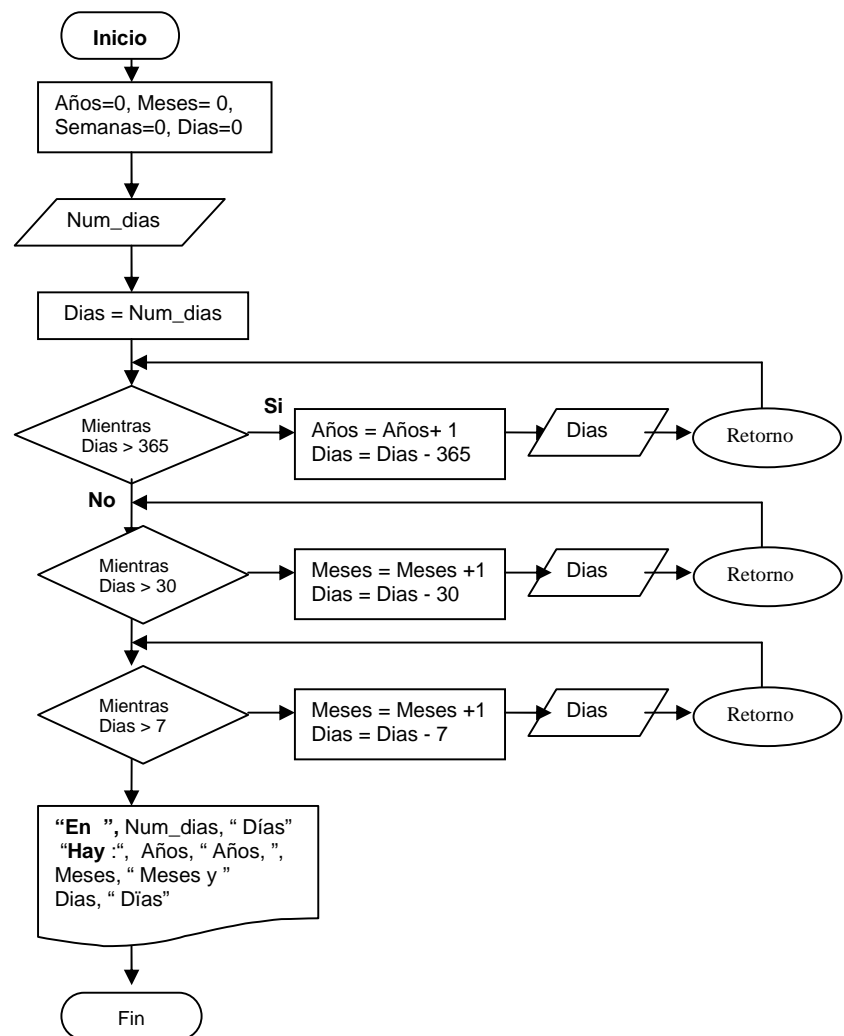 Inicio
Años=0, Meses= 0,
Semanas=0, Dias=0
Num_dias
Dias = Num_dias
Mientras
Dias > 365
Si
Años = Años+ 1
Dias = Dias - 365
Dias
Retorno
No
Mientras
Dias > 30
Meses = Meses +1
Dias = Dias - 30
Dias
Retorno
Mientras
Dias > 7
Meses = Meses +1
Dias = Dias - 7
Dias
Retorno
“En ”, Num_dias, “ Días”
“Hay :“, Años, “ Años, ”,
Meses, “ Meses y ”
Dias, “ Dïas”
Fin